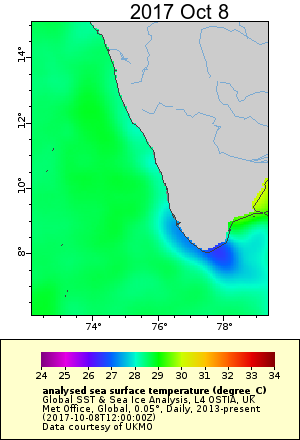 2017 Oct 8
14°
12°
10°
8°
74° 76° 78°
24 25 26 27 28 29 30 31 32 33 34
analysed sea surface temperature (degree_C)
Global SST & Sea Ice Analysis, L4 OSTIA, UK
Met Office, Global, 0.05°, Daily, 2013-present
(2017-10-08T12:00:00Z)
Data courtesy of UKMO